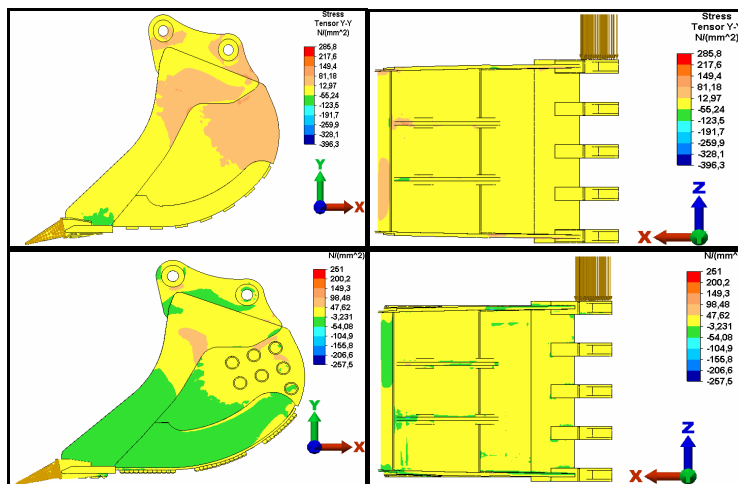 Stress
Tensor Y-Y
N/(mm^2)
285,8
217,6
149,4
81,18
12,97
-55,24
-123,5
-191,7
-259,9
-328,1
-396,3
Y
X
Stress
Tensor Y-Y
N/(mm^2)
285,8
217,6
149,4
81,18
12,97
-55,24
-123,5
-191,7
-259,9
-328,1
-396,3
Z
X
Y
N/(mm^2)
251
200,2
149,3
98,48
47,62
-3,231
-54,08
-104,9
-155,8
-206,6
-257,5
Y
X
N/(mm^
251
200,2
149,3
98,48
47,62
-3,231
-54,08
-104,9
-155,8
-206,6
-257,5
Z
X
Y